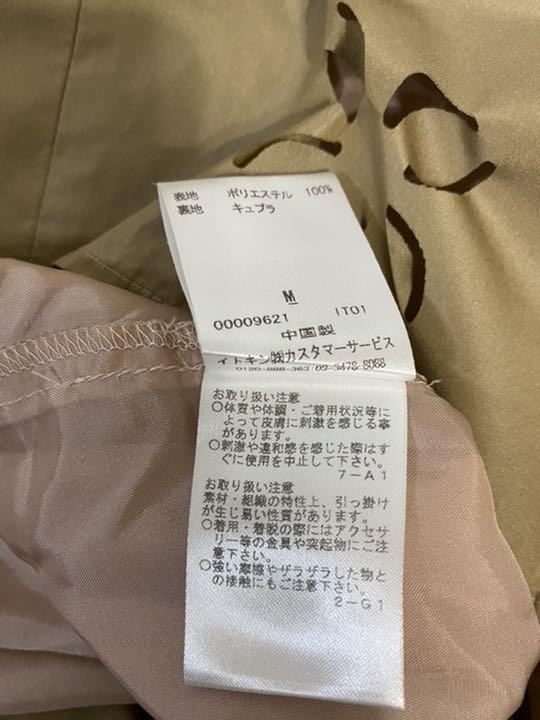 表地 ポリエステル 100%
裏地 キュプラ
M
00009621 IT01
中国製
イトキン㈱カスタマーサービス
0120-888-363 03-3478-8088
お取り扱い注意
○体質や体調・ご着用状況等に
よって皮膚に刺激を感じる事
があります。
○刺激や違和感を感じた際はす
ぐに使用を中止して下さい。
7-A1
お取り扱い注意
素材・組織の特性上、引っ掛け
が生じ易い性質があります。
○着用・着脱の際にはアクセサ
リー等の金具や突起物にご注
意下さい。
○強い摩擦やザラザラした物と
の接触にもご注意下さい。
2-G1